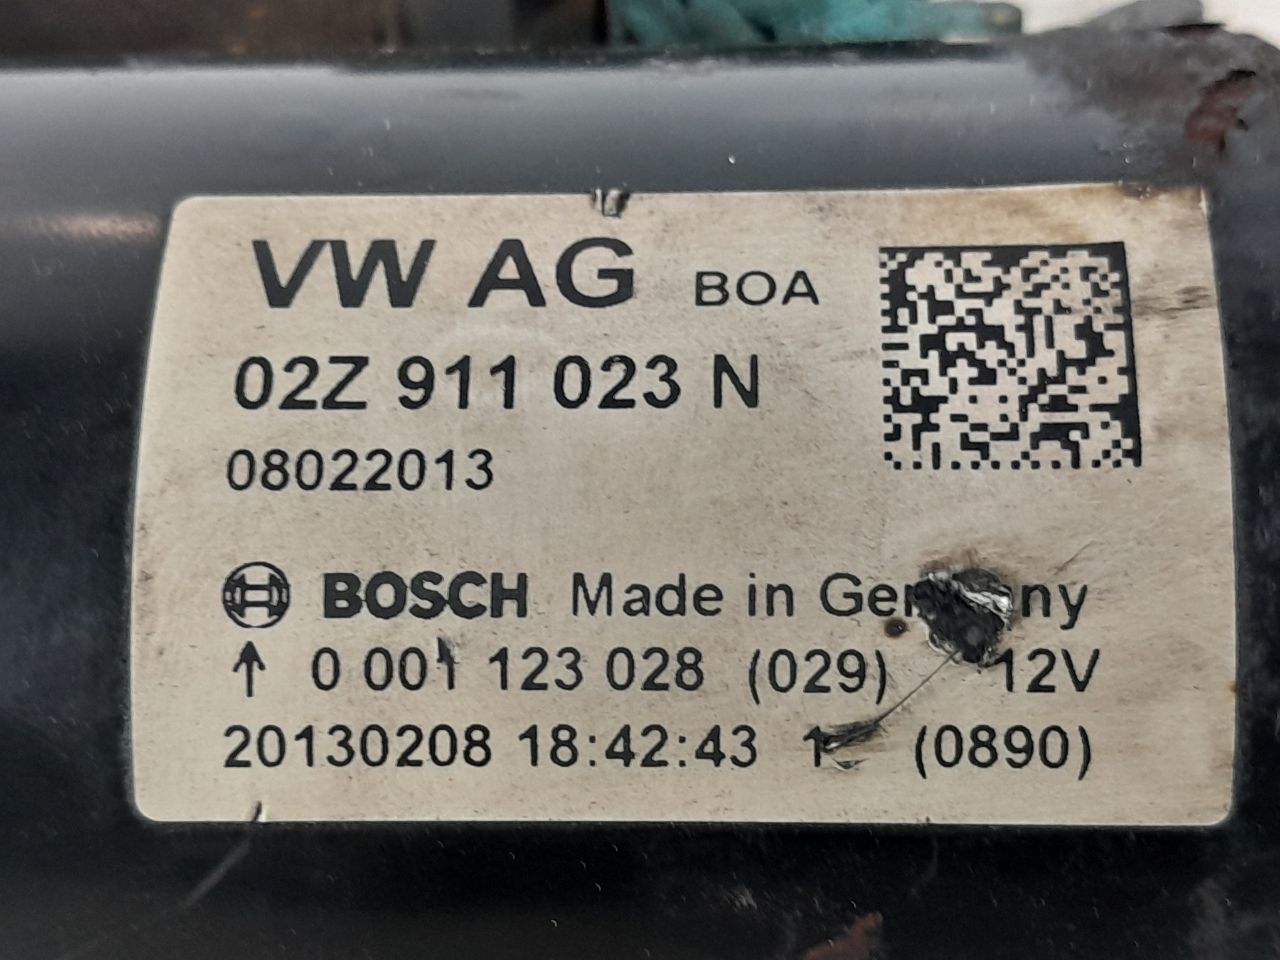 VW AG BOA
02Z 911 023 N
08022013
BOSCH Made in
↑ 0 001 123 028 (029) 12V
20130208 18:42:43 (0890)